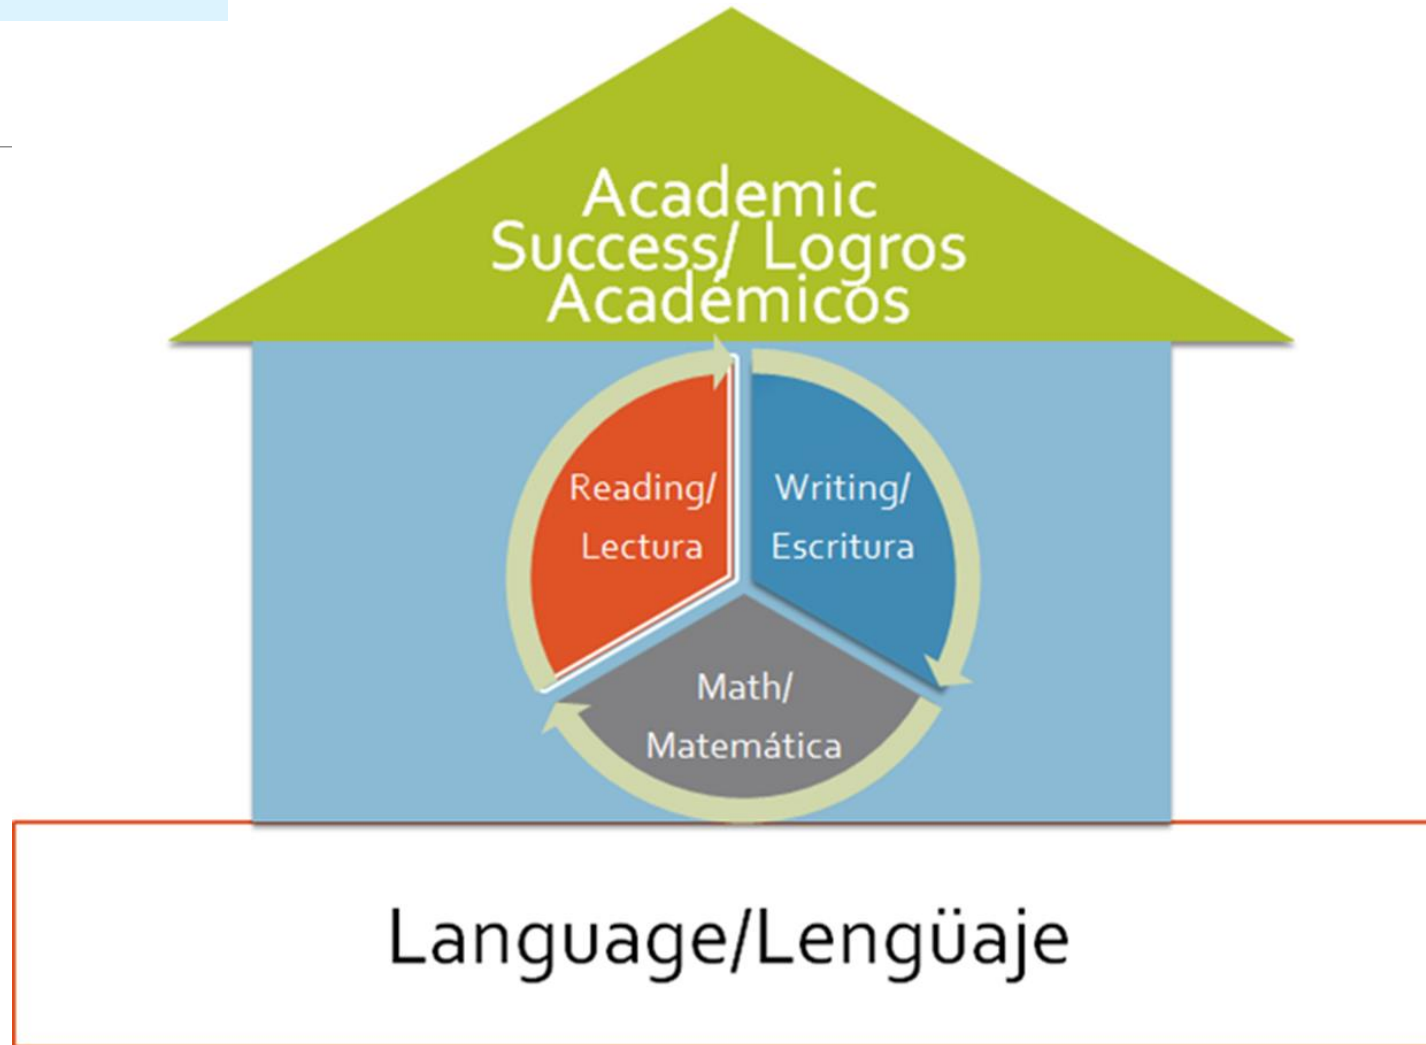 Academic
Success/ Logros
Académicos
Reading/
Lectura
Writing/
Escritura
Math/
Matemática
Language/Lengüaje